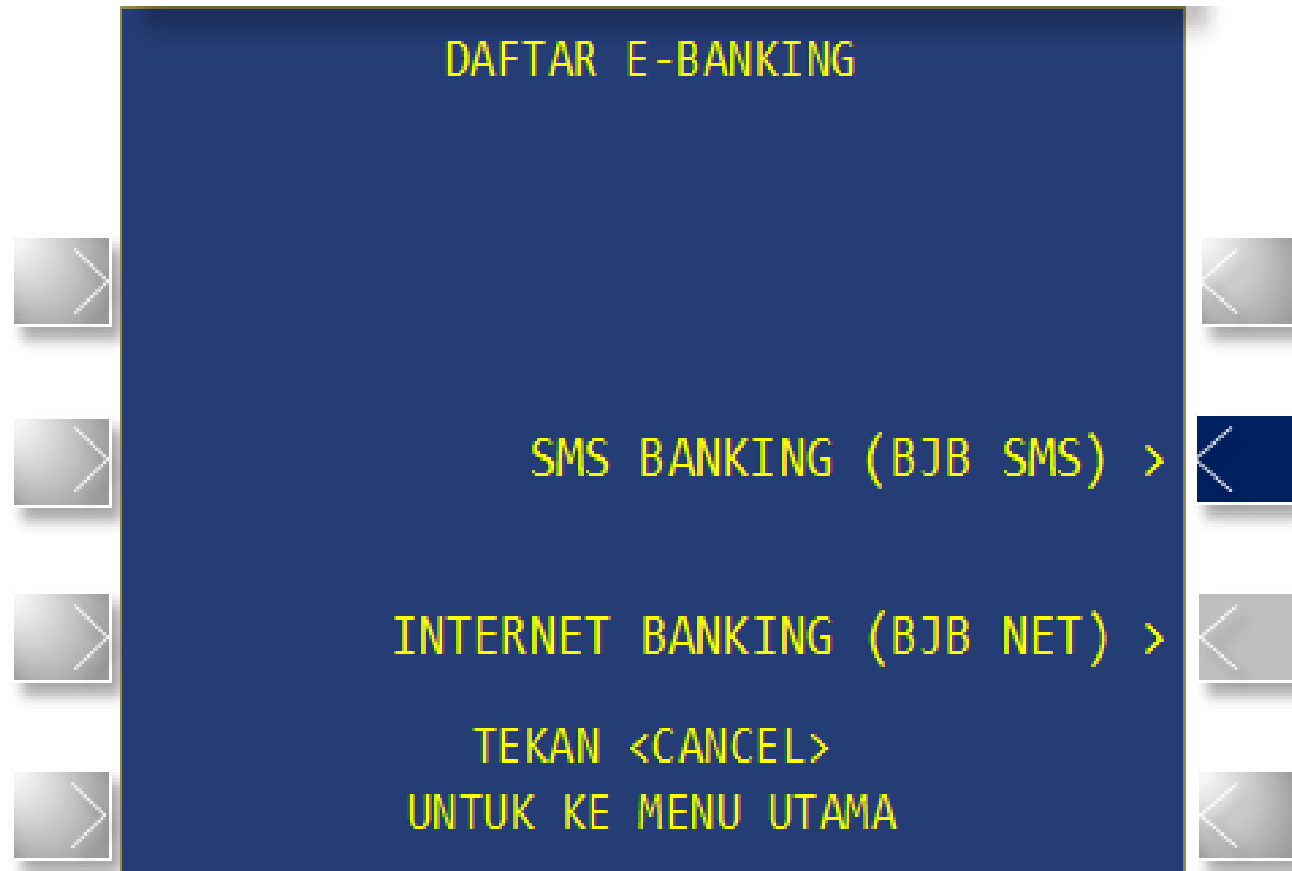 DAFTAR E-BANKING
SMS BANKING (BJB SMS) >
INTERNET BANKING (BJB NET) >
TEKAN <CANCEL>
UNTUK KE MENU UTAMA